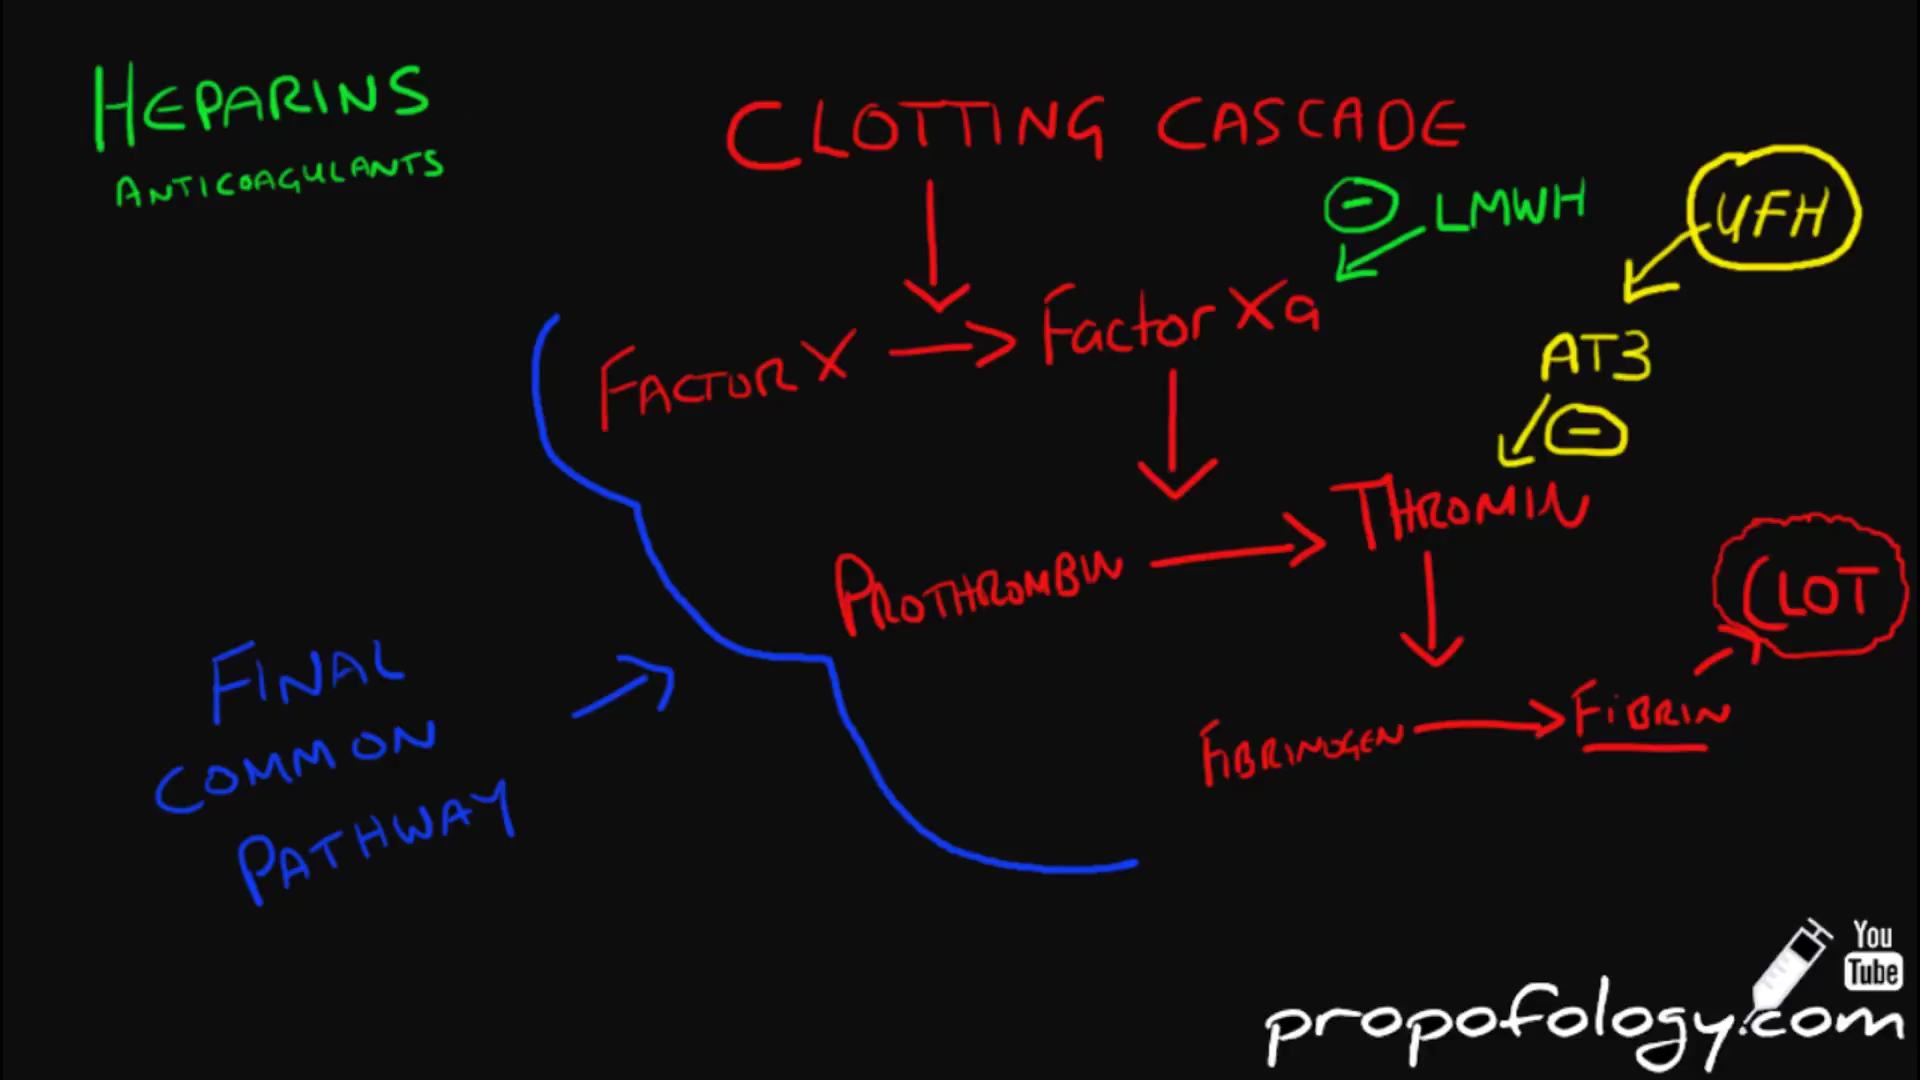 HEPARINS
ANTICOAGULANTS
CLOTTING CASCADE
LMWH
UFH
FACTOR X
Factor Xa
AT3
PROTHROMBIN
THROMIN
CLOT
FIBRINOGEN
FIBRIN
FINAL
COMMON
PATHWAY
You
Tube
propofology.com